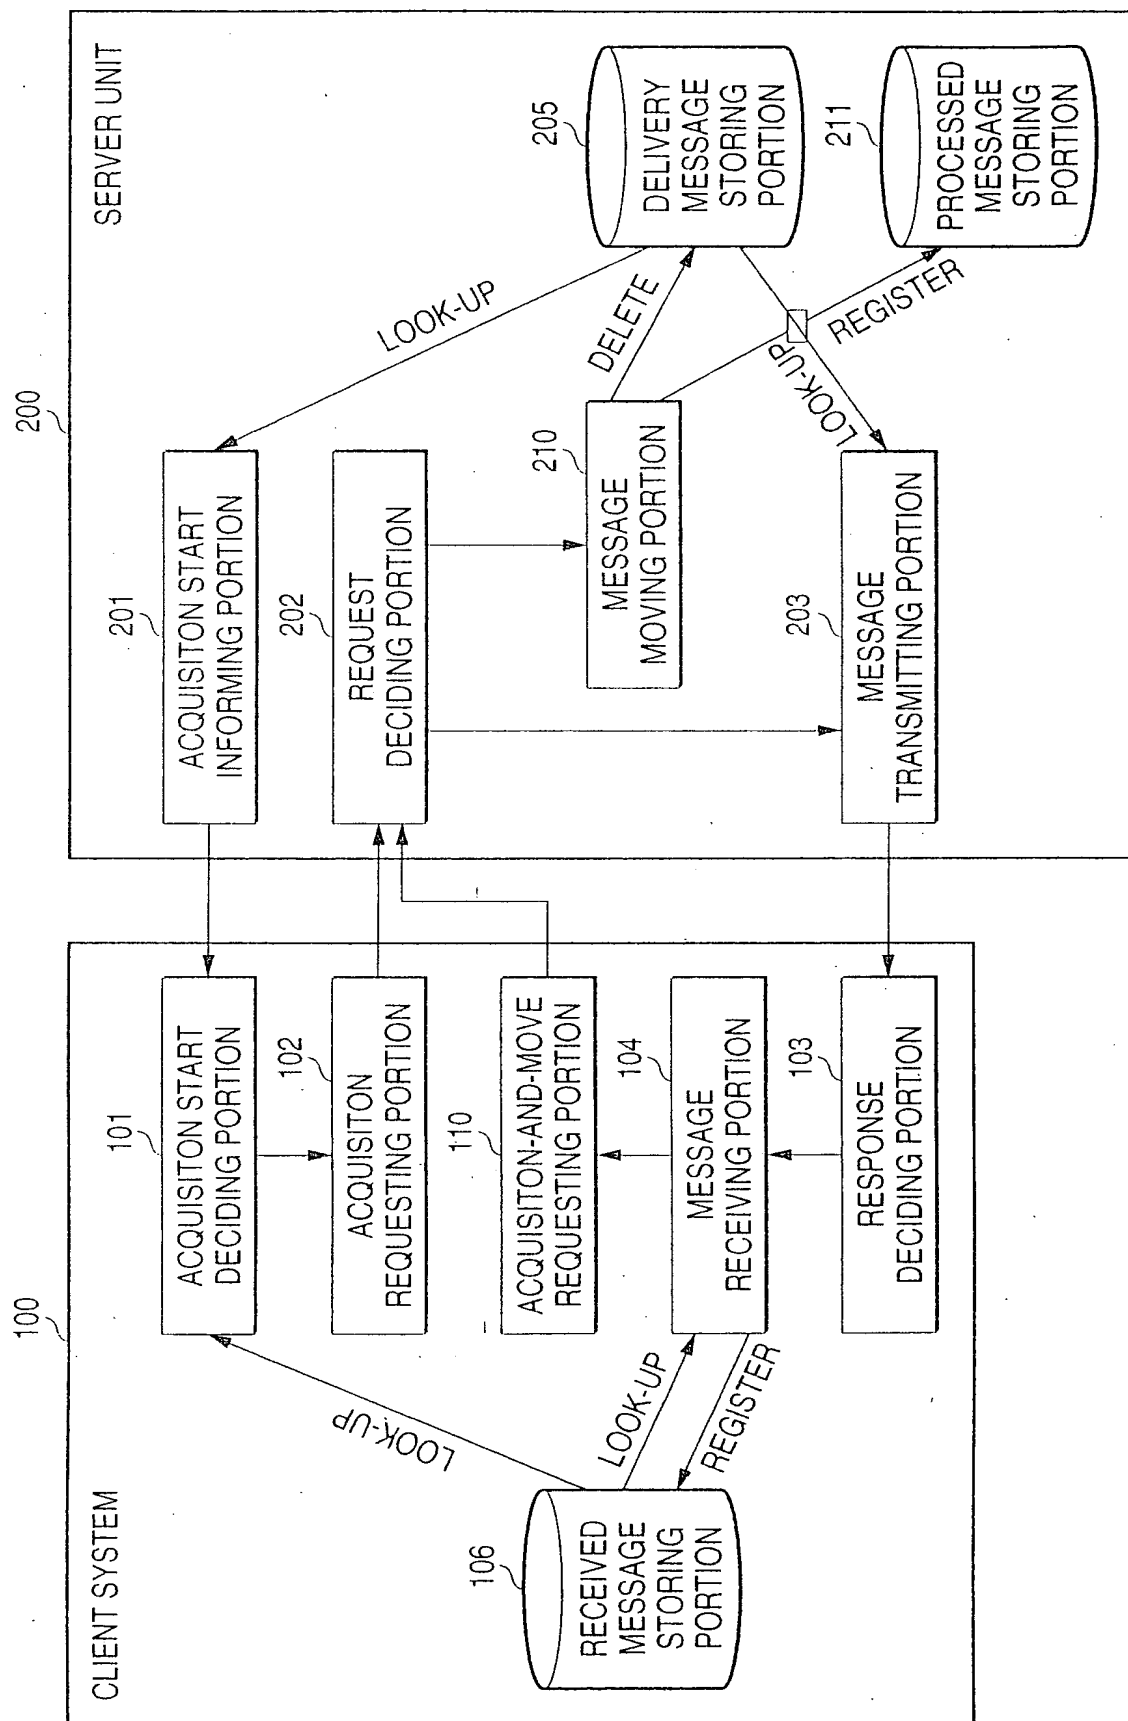 100
CLIENT SYSTEM
101
ACQUISITON START
DECIDING PORTION
102
ACQUISITON
REQUESTING PORTION
110
ACQUISITON-AND-MOVE
REQUESTING PORTION
104
MESSAGE
RECEIVING PORTION
103
RESPONSE
DECIDING PORTION
106
RECEIVED
MESSAGE
STORING
PORTION
LOOK-UP
LOOK-UP
REGISTER
200
SERVER UNIT
201
ACQUISITON START
INFORMING PORTION
202
REQUEST
DECIDING PORTION
210
MESSAGE
MOVING PORTION
203
MESSAGE
TRANSMITTING PORTION
205
DELIVERY
MESSAGE
STORING
PORTION
211
PROCESSED
MESSAGE
STORING
PORTION
LOOK-UP
DELETE
LOOK-UP
REGISTER